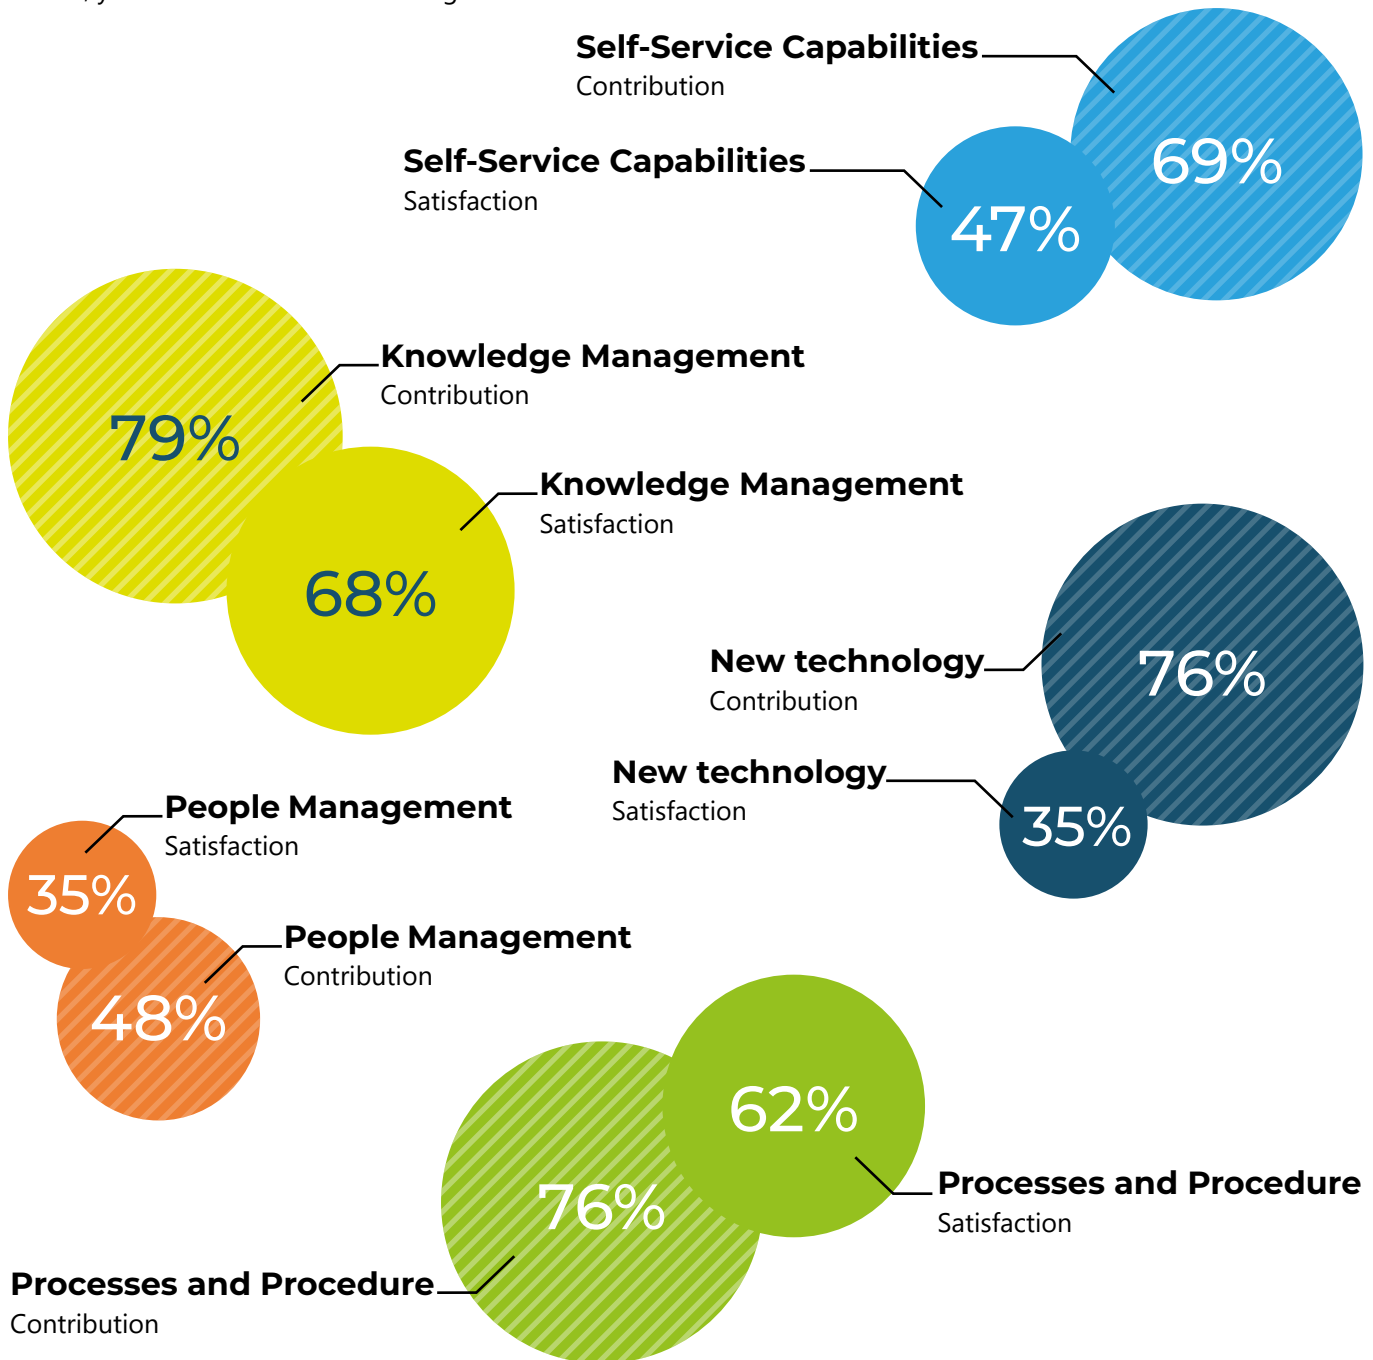 Self-Service Capabilities
Contribution
69%
Self-Service Capabilities
Satisfaction
47%
Knowledge Management
Contribution
79%
Knowledge Management
Satisfaction
68%
New technology
Contribution
76%
New technology
Satisfaction
35%
People Management
Satisfaction
35%
People Management
Contribution
48%
62%
Processes and Procedure
Satisfaction
76%
Processes and Procedure
Contribution